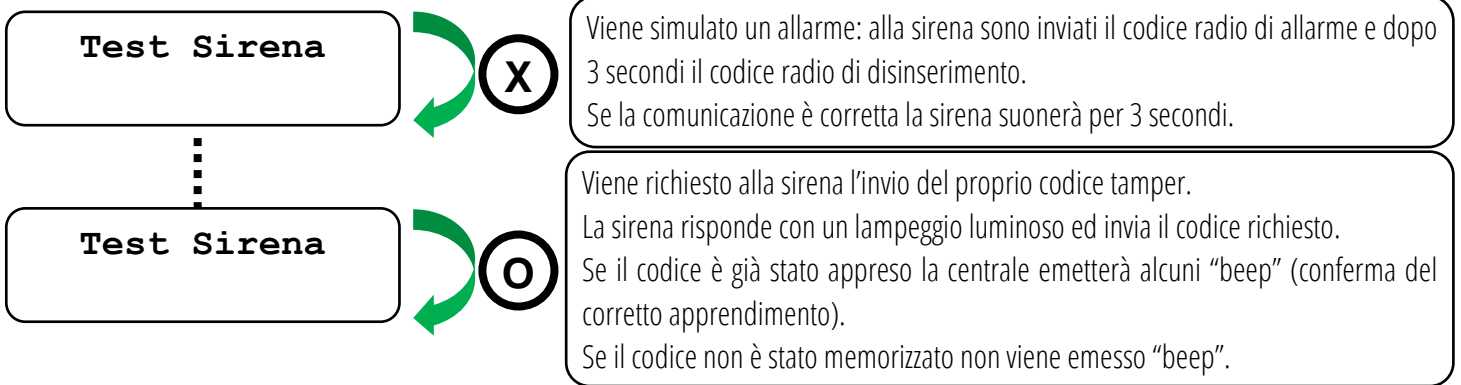 Test Sirena
X
Viene simulato un allarme: alla sirena sono inviati il codice radio di allarme e dopo
3 secondi il codice radio di disinserimento.
Se la comunicazione è corretta la sirena suonerà per 3 secondi.
Test Sirena
O
Viene richiesto alla sirena l’invio del proprio codice tamper.
La sirena risponde con un lampeggio luminoso ed invia il codice richiesto.
Se il codice è già stato appreso la centrale emetterà alcuni “beep” (conferma del
corretto apprendimento).
Se il codice non è stato memorizzato non viene emesso “beep”.